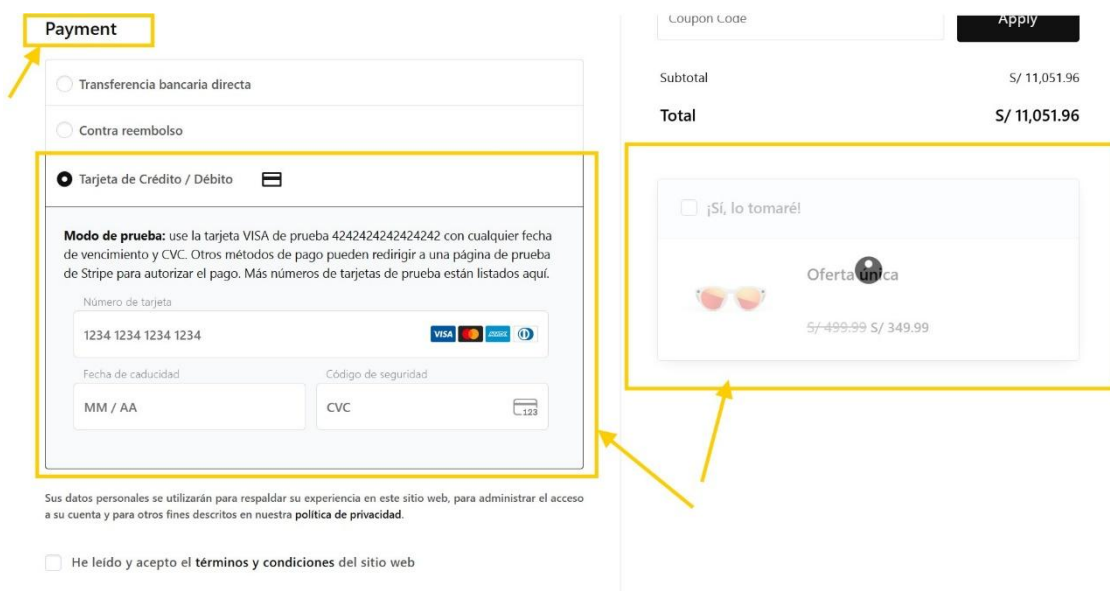 Payment
Transferencia bancaria directa
Contra reembolso
Tarjeta de Crédito / Débito
Modo de prueba: use la tarjeta VISA de prueba 4242424242424242 con cualquier fecha
de vencimiento y CVC. Otros métodos de pago pueden redirigir a una página de prueba
de Stripe para autorizar el pago. Más números de tarjetas de prueba están listados aquí.
Número de tarjeta
1234 1234 1234 1234
VISA
Fecha de caducidad
Código de seguridad
MM / AA
CVC
123
Sus datos personales se utilizarán para respaldar su experiencia en este sitio web, para administrar el acceso
a su cuenta y para otros fines descritos en nuestra política de privacidad.
He leído y acepto el términos y condiciones del sitio web
Coupon Code
Apply
Subtotal S/ 11,051.96
Total S/ 11,051.96
¡Sí, lo tomaré!
Oferta única
S/ 499.99 S/ 349.99